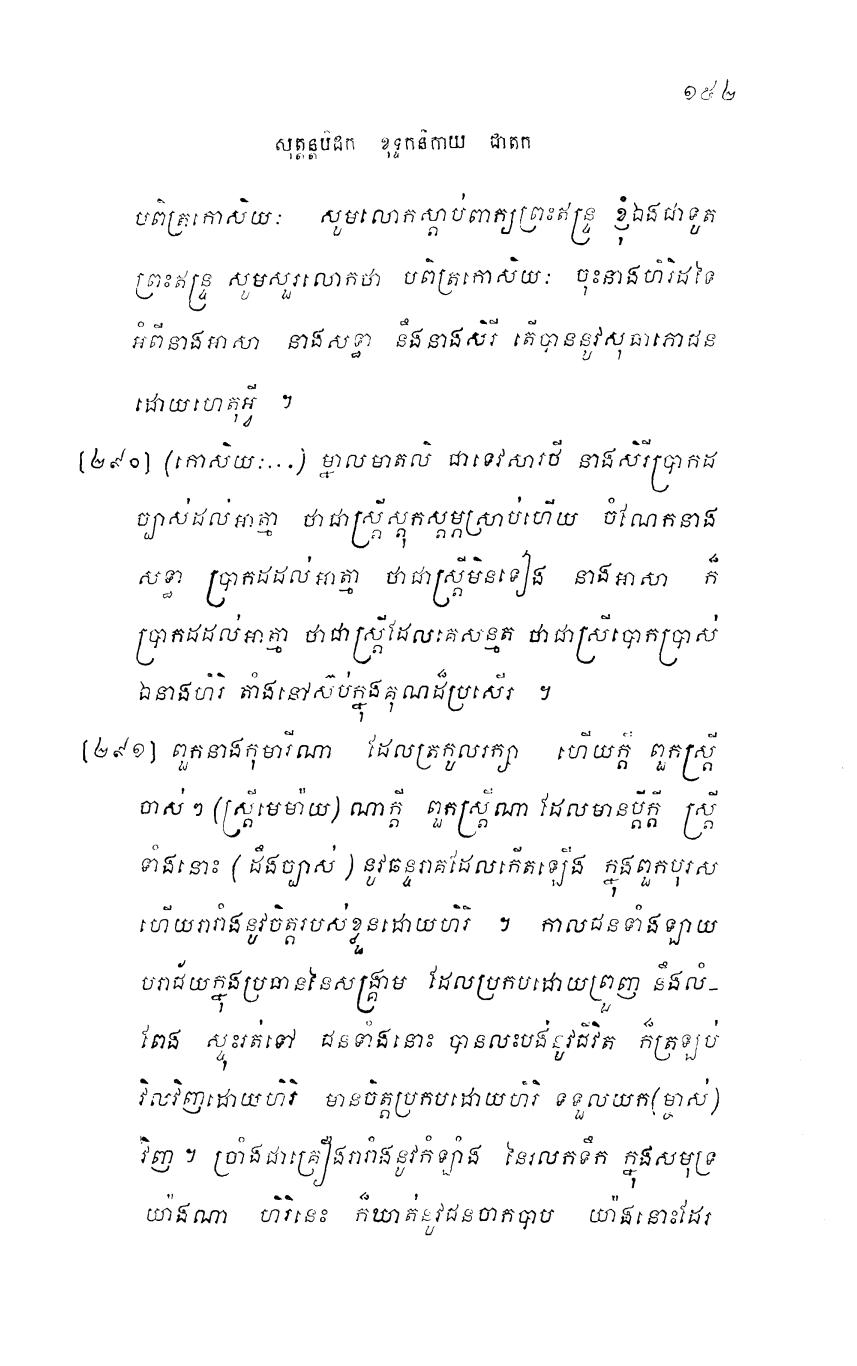 ១៥៤
សុត្តន្តបិដក ខុទ្ទកនិកាយ ជាតក
បពិត្រកោសិយៈ សូមលោកស្តាប់ពាក្យព្រះឥន្ទ្រ ខ្ញុំឯងជាទូត
ព្រះឥន្ទ្រ សូមសួរលោកថា បពិត្រកោសិយៈ ចុះនាងហិរិដទៃ
អំពីនាងអាសា នាងសទ្ធា នឹងនាងសិរី តើបាននូវសុធាភោជន
ដោយហេតុអ្វី ។
[២៩០] (កោសិយៈ...) ម្នាលមាតលិ ជាទេវសារថី នាងសិរីប្រាកដ
ច្បាស់ដល់អាត្មា ថាជាស្ត្រីស្តុកស្តម្ភស្រាប់ហើយ ចំណែកនាង
សទ្ធា ប្រាកដដល់អាត្មា ថាជាស្ត្រីមិនទៀង នាងអាសា ក៏
ប្រាកដដល់អាត្មា ថាជាស្ត្រីដែលគេសន្មត ថាជាស្រីបោកប្រាស់
ឯនាងហិរិ តាំងនៅស៊ប់ក្នុងគុណដ៏ប្រសើរ ។
[២៩១] ពួកនាងកុមារីណា ដែលត្រកូលរក្សា ហើយក្តី ពួកស្ត្រី
ចាស់ៗ (ស្ត្រីមេម៉ាយ) ណាក្តី ពួកស្ត្រីណា ដែលមានប្តីក្តី ស្ត្រី
ទាំងនោះ (ដឹងច្បាស់) នូវឆន្ទរាគដែលកើតឡើង ក្នុងពួកបុរស
ហើយរារាំងនូវចិត្តរបស់ខ្លួនដោយហិរិ ។ កាលជនទាំងឡាយ
បរាជ័យក្នុងប្រធាននៃសង្គ្រាម ដែលប្រកបដោយព្រួញ នឹងលំ-
ពែង ស្ទុះរត់ទៅ ជនទាំងនោះ បានលះបង់នូវជីវិត ក៏ត្រឡប់
វិលវិញដោយហិរិ មានចិត្តប្រកបដោយហិរិ ទទួលយក(ម្ចាស់)
វិញ ។ ច្រាំងជាគ្រឿងរារាំងនូវកំឡាំង នៃរលកទឹក ក្នុងសមុទ្រ
យ៉ាងណា ហិរិនេះ ក៏ឃាត់នូវជនចាកបាប យ៉ាងនោះដែរ